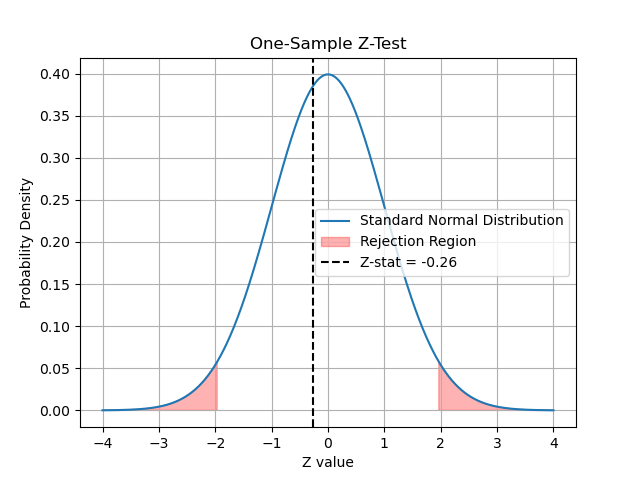 One-Sample Z-Test
Probability Density
0.40
0.35
0.30
0.25
0.20
0.15
0.10
0.05
0.00
Standard Normal Distribution
Rejection Region
Z-stat = -0.26
−4 −3 −2 −1 0 1 2 3 4
Z value